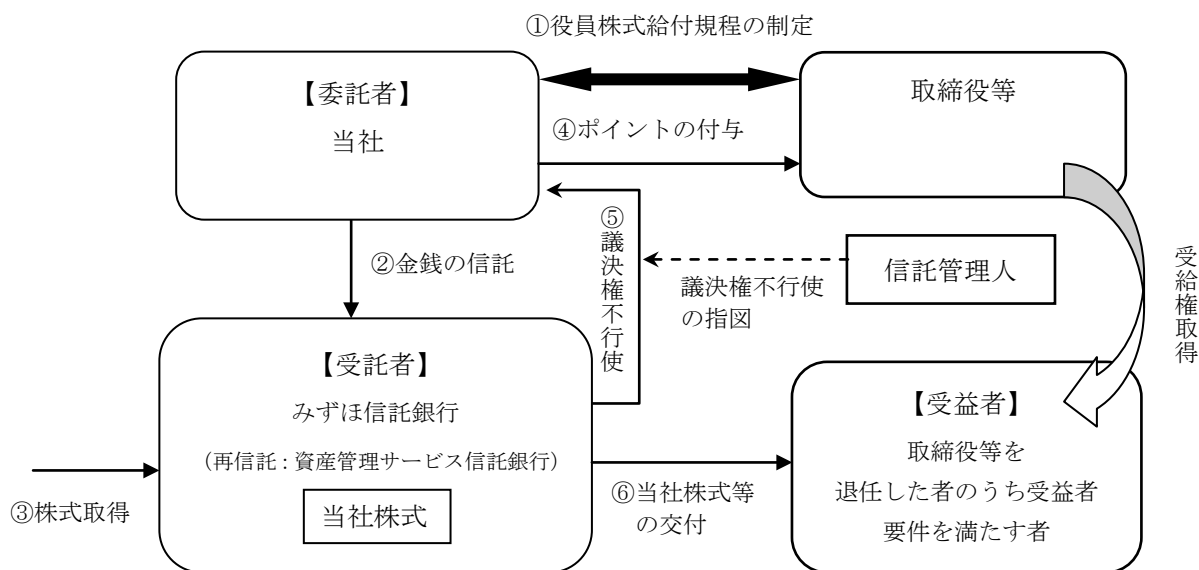 ①役員株式給付規程の制定
【委託者】
当社
取締役等
④ポイントの付与
②金銭の信託
⑤議決権不行使
議決権不行使
の指図
信託管理人
受給権取得
【受託者】
みずほ信託銀行
（再信託：資産管理サービス信託銀行）
当社株式
③株式取得
⑥当社株式等
の交付
【受益者】
取締役等を
退任した者のうち受益者
要件を満たす者